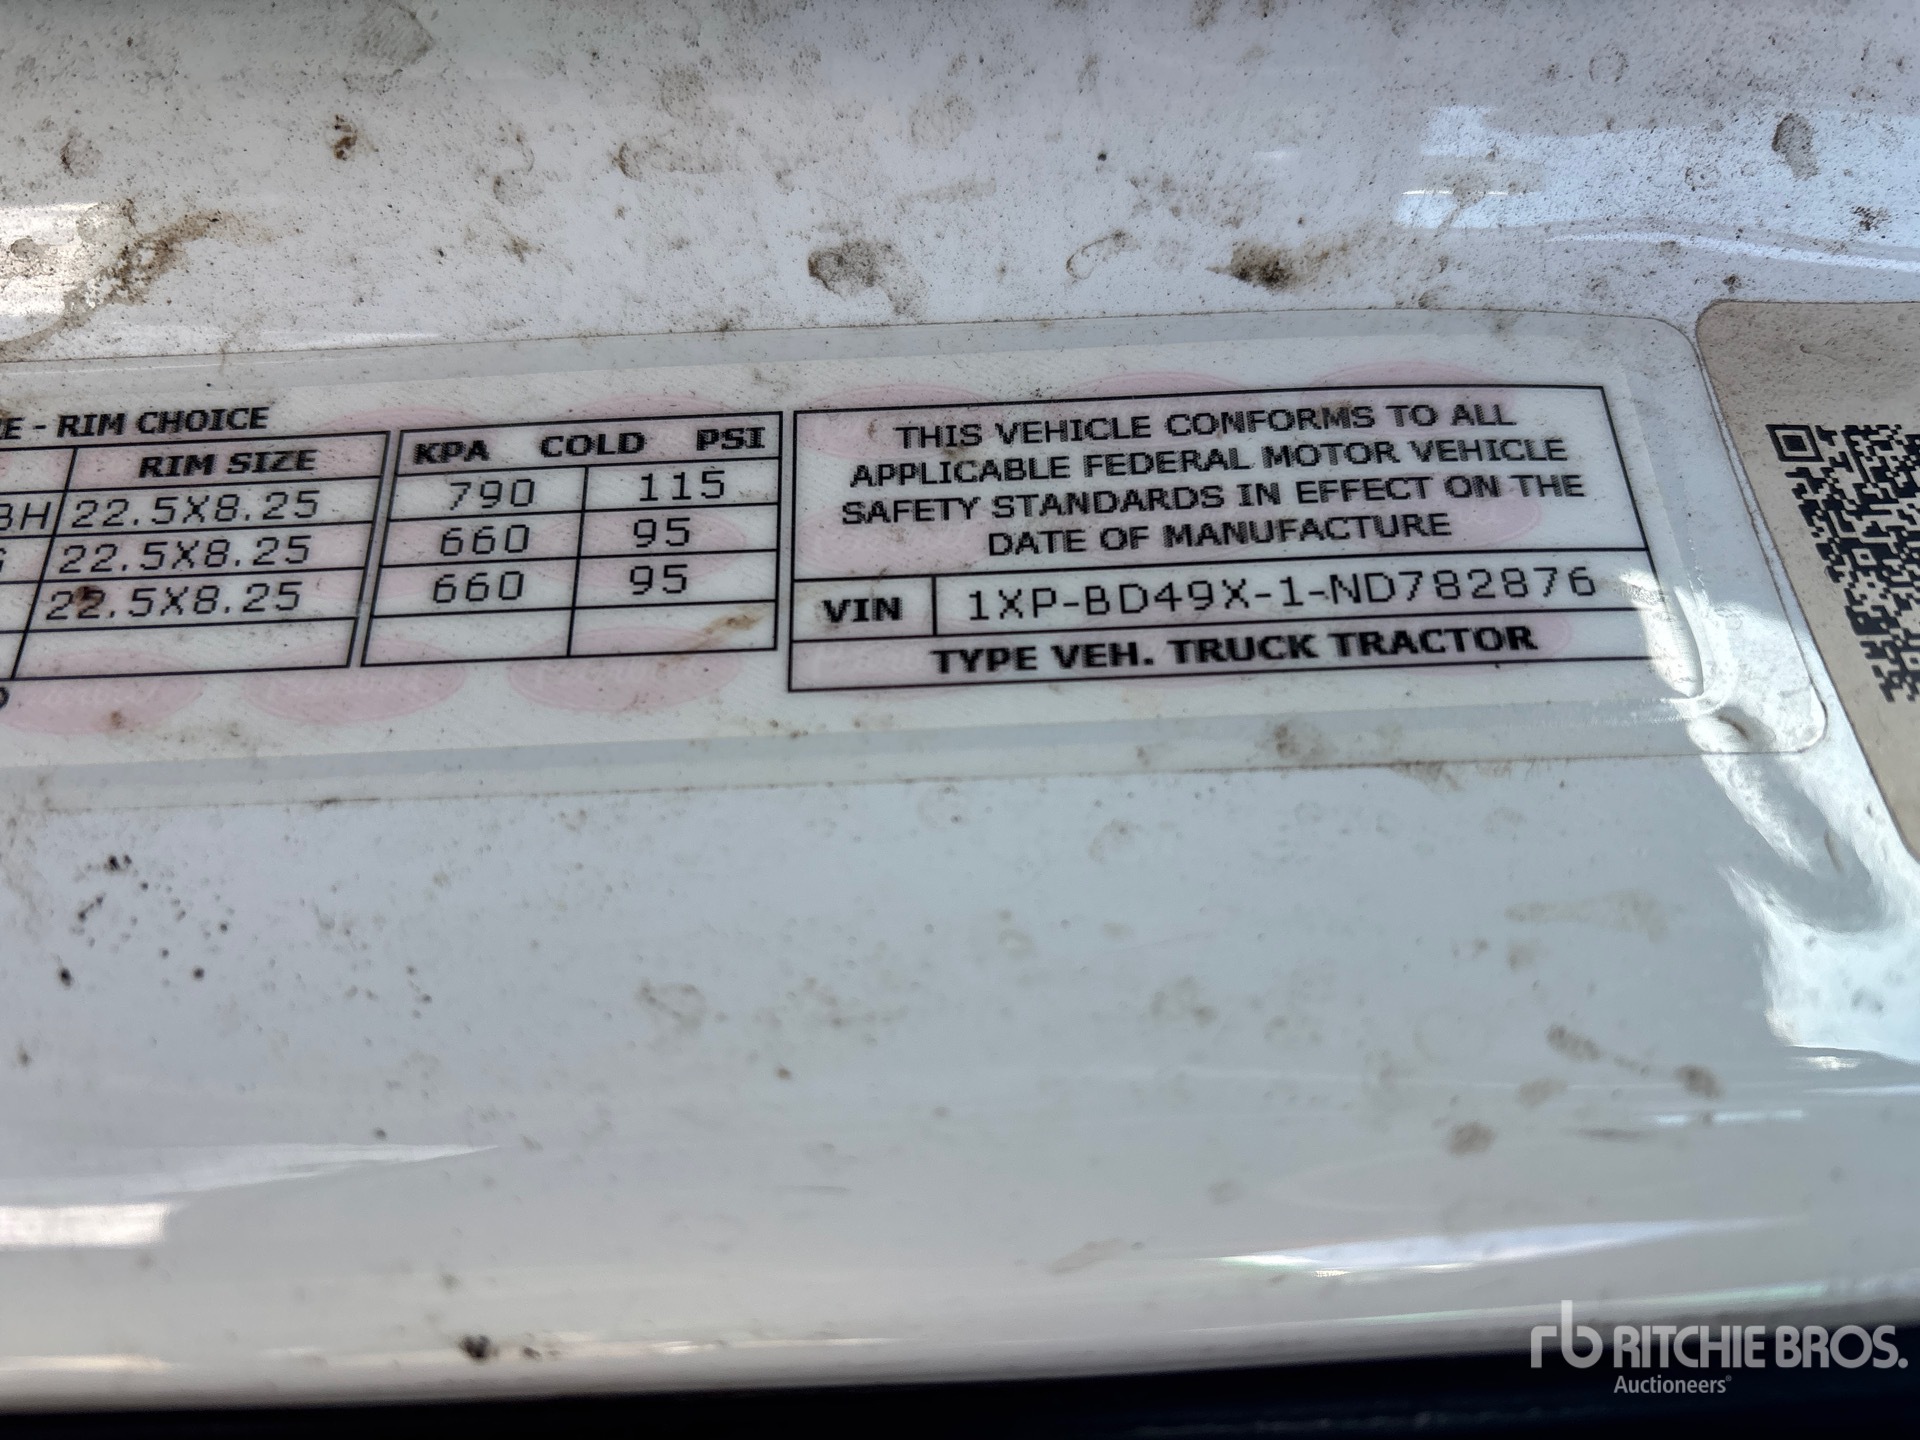 E - RIM CHOICE
RIM SIZE
BH 22.5X8.25
22.5X8.25
22.5X8.25
KPA COLD PSI
790 115
660 95
660 95
THIS VEHICLE CONFORMS TO ALL
APPLICABLE FEDERAL MOTOR VEHICLE
SAFETY STANDARDS IN EFFECT ON THE
DATE OF MANUFACTURE
VIN 1XP-BD49X-1-ND782876
TYPE VEH. TRUCK TRACTOR
rb RITCHIE BROS.
Auctioneers®